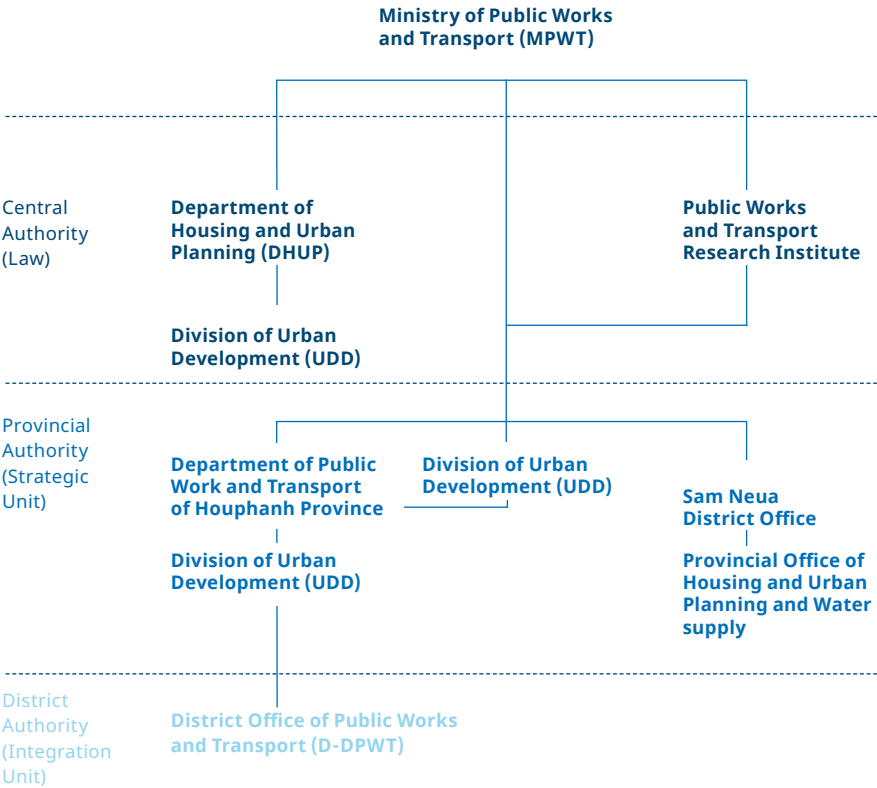 Ministry of Public Works
and Transport (MPWT)
Central
Authority
(Law)
Department of
Housing and Urban
Planning (DHUP)
Public Works
and Transport
Research Institute
Division of Urban
Development (UDD)
Provincial
Authority
(Strategic
Unit)
Department of Public
Work and Transport
of Houphanh Province
Division of Urban
Development (UDD)
Sam Neua
District Office
Division of Urban
Development (UDD)
Provincial Office of
Housing and Urban
Planning and Water
supply
District
Authority
(Integration
Unit)
District Office of Public Works
and Transport (D-DPWT)